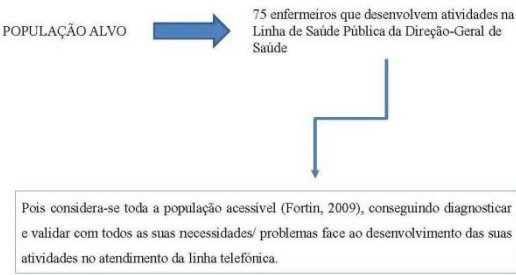 POPULAÇÃO ALVO
75 enfermeiros que desenvolvem atividades na
Linha de Saúde Pública da Direção-Geral de
Saúde
Pois considera-se toda a população acessível (Fortin, 2009), conseguindo diagnosticar
e validar com todos as suas necessidades/ problemas face ao desenvolvimento das suas
atividades no atendimento da linha telefónica.